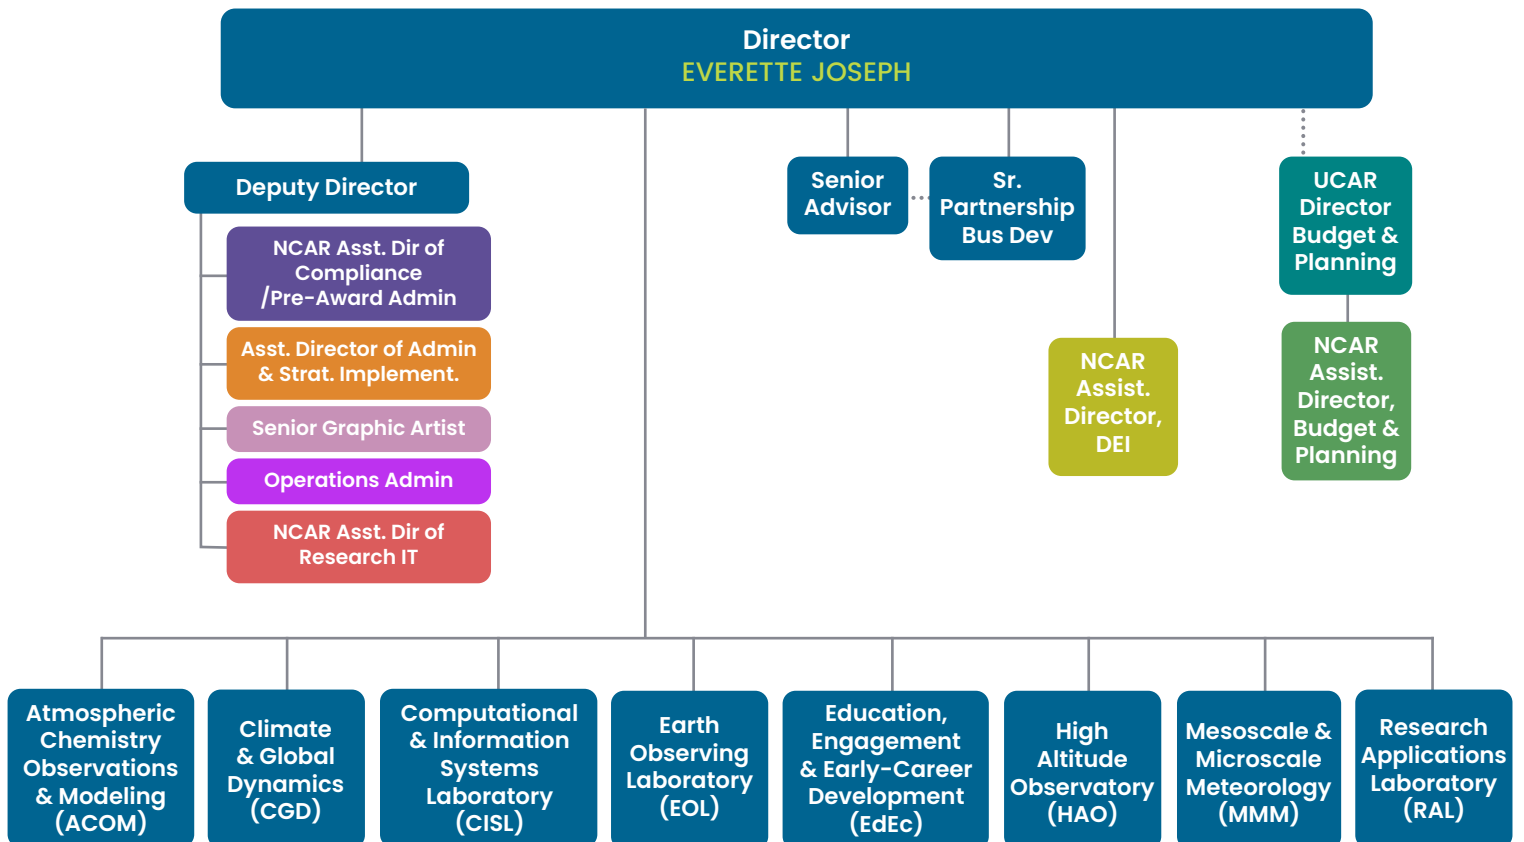 Director
EVERETTE JOSEPH
Deputy Director
NCAR Asst. Dir of
Compliance
/Pre-Award Admin
Asst. Director of Admin
& Strat. Implement.
Senior Graphic Artist
Operations Admin
NCAR Asst. Dir of
Research IT
Senior
Advisor
Sr.
Partnership
Bus Dev
NCAR
Assist.
Director,
DEI
UCAR
Director
Budget &
Planning
NCAR
Assist.
Director,
Budget &
Planning
Atmospheric
Chemistry
Observations
& Modeling
(ACOM)
Climate
& Global
Dynamics
(CGD)
Computational
& Information
Systems
Laboratory
(CISL)
Earth
Observing
Laboratory
(EOL)
Education,
Engagement
& Early-Career
Development
(EdEc)
High
Altitude
Observatory
(HAO)
Mesoscale &
Microscale
Meteorology
(MMM)
Research
Applications
Laboratory
(RAL)